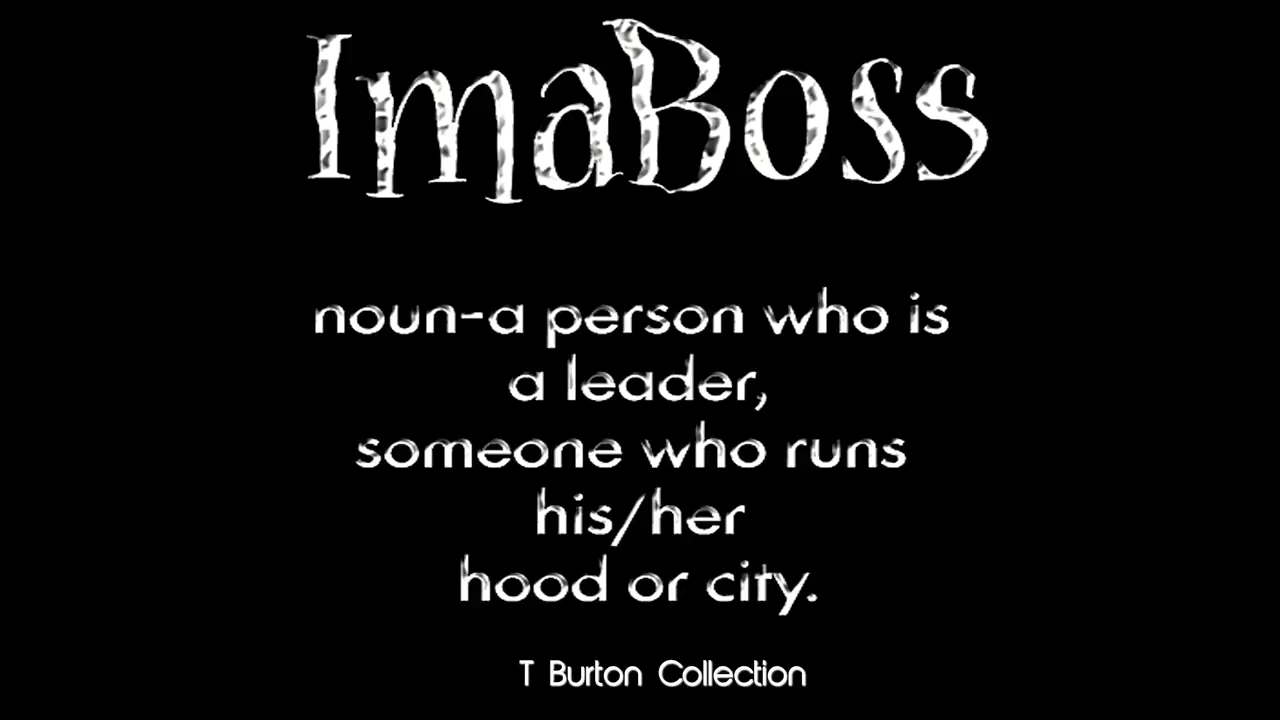 ImaBoss
noun-a person who is
a leader,
someone who runs
his/her
hood or city.
T Burton Collection